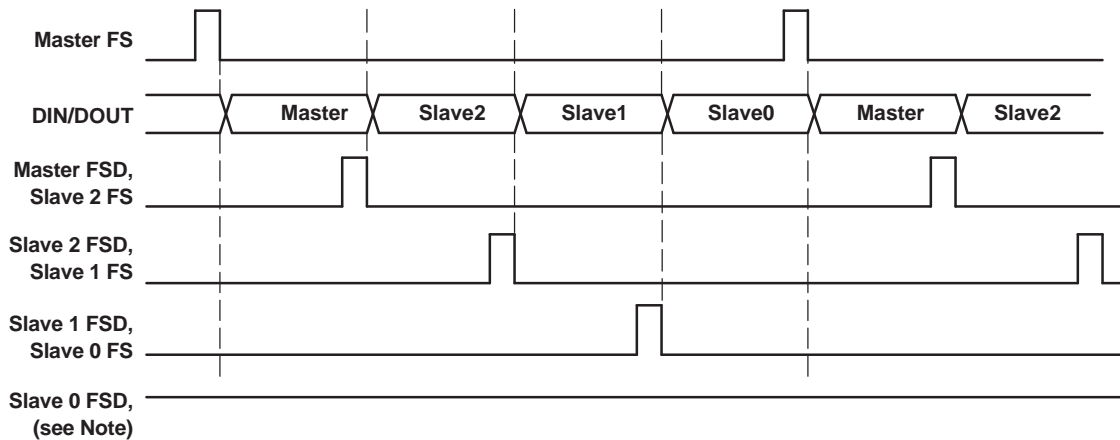 Master FS
DIN/DOUT
Master Slave2 Slave1 Slave0 Master Slave2
Master FSD,
Slave 2 FS
Slave 2 FSD,
Slave 1 FS
Slave 1 FSD,
Slave 0 FS
Slave 0 FSD,
(see Note)